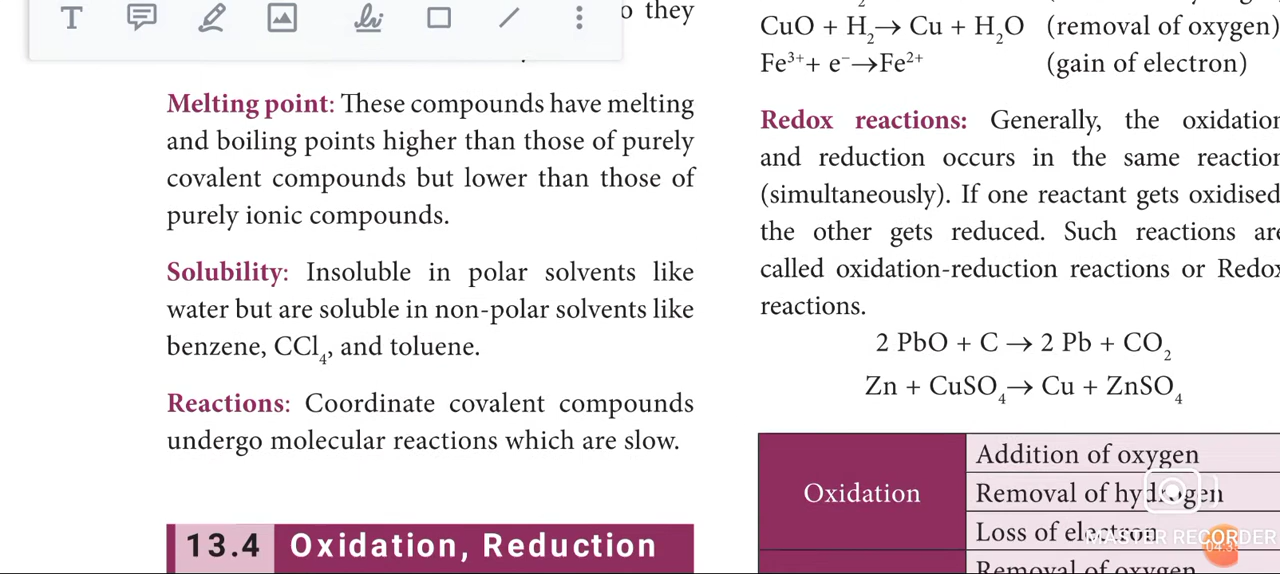 o they
Melting point: These compounds have melting
and boiling points higher than those of purely
covalent compounds but lower than those of
purely ionic compounds.
Solubility: Insoluble in polar solvents like
water but are soluble in non-polar solvents like
benzene, CCl₄, and toluene.
Reactions: Coordinate covalent compounds
undergo molecular reactions which are slow.
13.4 Oxidation, Reduction
CuO + H₂→ Cu + H₂O (removal of oxygen)
Fe³⁺+ e⁻→Fe²⁺ (gain of electron)
Redox reactions: Generally, the oxidation
and reduction occurs in the same reaction
(simultaneously). If one reactant gets oxidised
the other gets reduced. Such reactions are
called oxidation-reduction reactions or Redox
reactions.
2 PbO + C → 2 Pb + CO₂
Zn + CuSO₄→ Cu + ZnSO₄
Oxidation
Addition of oxygen
Removal of hydrogen
Loss of electron
Removal of oxygen
MASTER RECORDER